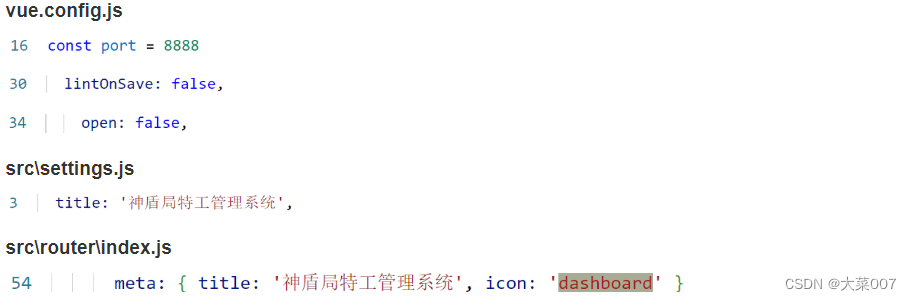 vue.config.js
16 const port = 8888
30 lintOnSave: false,
34 open: false,
src\settings.js
3 title: '神盾局特工管理系统',
src\router\index.js
54 meta: { title: '神盾局特工管理系统', icon: 'dashboard' }
CSDN @大菜007